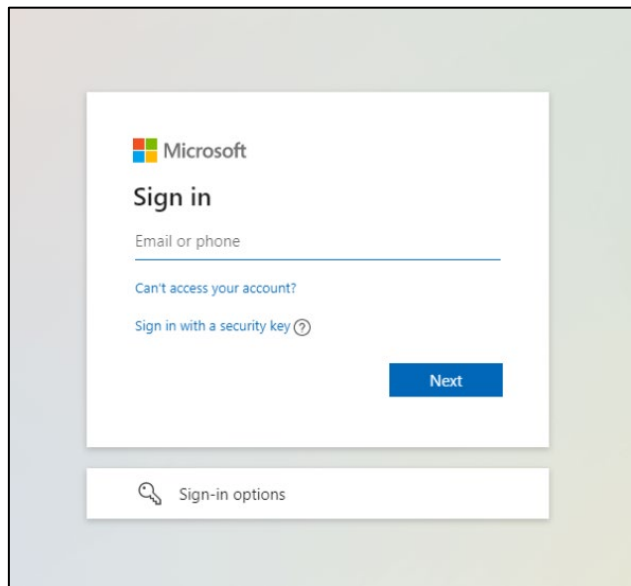 Microsoft
Sign in
Email or phone
Can't access your account?
Sign in with a security key
Next
Sign-in options